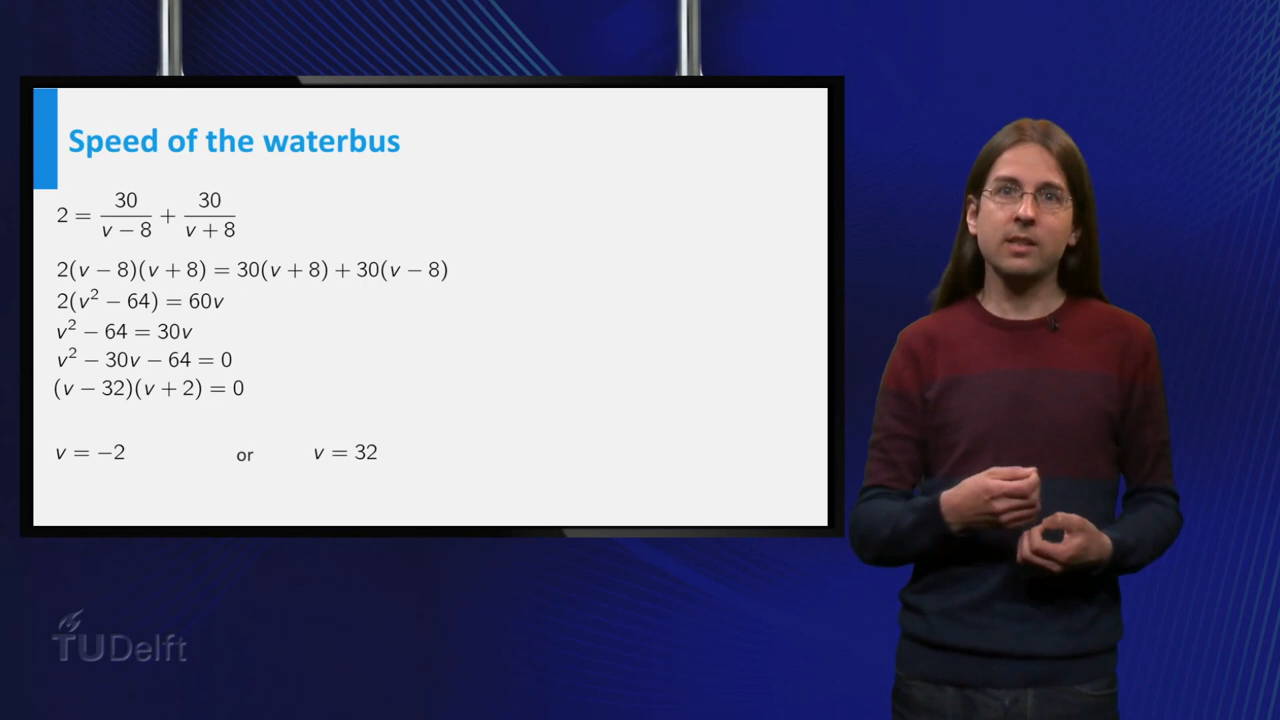 Speed of the waterbus
2 = 30/(v − 8) + 30/(v + 8)
2(v − 8)(v + 8) = 30(v + 8) + 30(v − 8)
2(v² − 64) = 60v
v² − 64 = 30v
v² − 30v − 64 = 0
(v − 32)(v + 2) = 0
v = −2 or v = 32
TUDelft